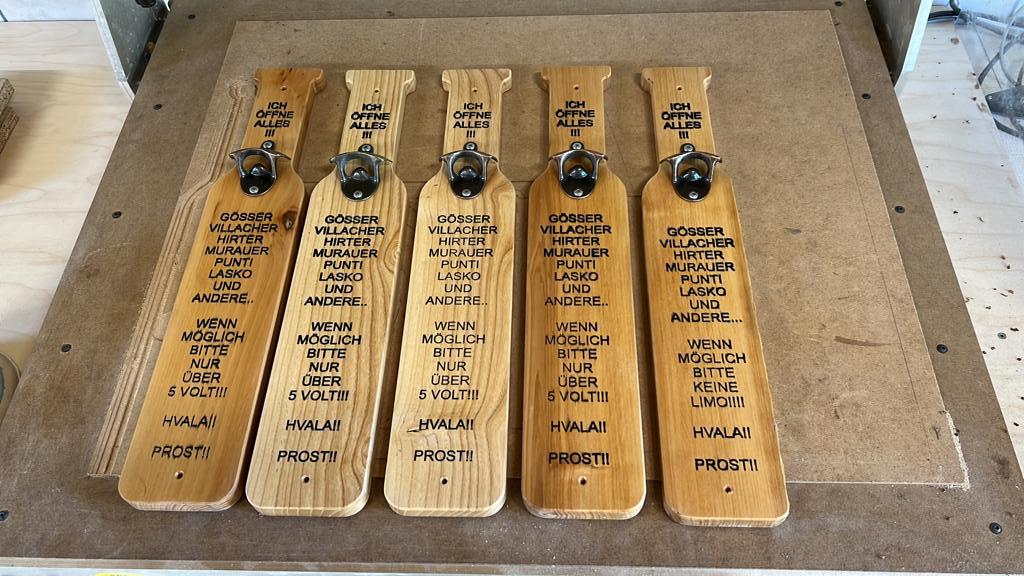 ICH
ÖFFNE
ALLES
!!!
GÖSSER
VILLACHER
HIRTER
MURAUER
PUNTI
LASKO
UND
ANDERE..
WENN
MÖGLICH
BITTE
NUR
ÜBER
5 VOLT!!!
HVALA!!
PROST!!
ICH
ÖFFNE
ALLES
!!!
GÖSSER
VILLACHER
HIRTER
MURAUER
PUNTI
LASKO
UND
ANDERE..
WENN
MÖGLICH
BITTE
NUR
ÜBER
5 VOLT!!!
HVALA!!
PROST!!
ICH
ÖFFNE
ALLES
!!!
GÖSSER
VILLACHER
HIRTER
MURAUER
PUNTI
LASKO
UND
ANDERE..
WENN
MÖGLICH
BITTE
NUR
ÜBER
5 VOLT!!!
HVALA!!
PROST!!
ICH
ÖFFNE
ALLES
!!!
GÖSSER
VILLACHER
HIRTER
MURAUER
PUNTI
LASKO
UND
ANDERE..
WENN
MÖGLICH
BITTE
NUR
ÜBER
5 VOLT!!!
HVALA!!
PROST!!
ICH
ÖFFNE
ALLES
!!!
GÖSSER
VILLACHER
HIRTER
MURAUER
PUNTI
LASKO
UND
ANDERE...
WENN
MÖGLICH
BITTE
KEINE
LIMO!!!!
HVALA!!
PROST!!